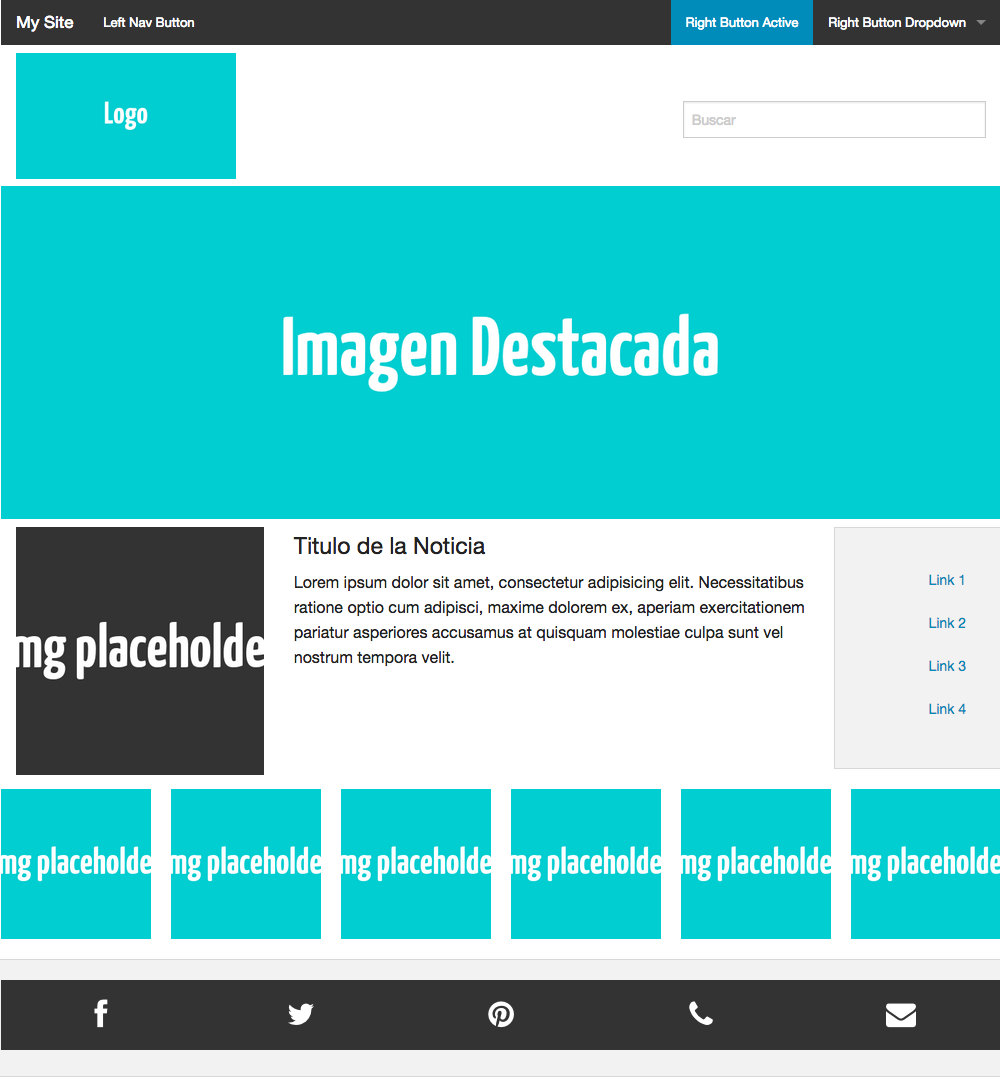 My Site Left Nav Button Right Button Active Right Button Dropdown
Logo
Buscar
Imagen Destacada
mg placeholde
Titulo de la Noticia
Lorem ipsum dolor sit amet, consectetur adipisicing elit. Necessitatibus
ratione optio cum adipisci, maxime dolorem ex, aperiam exercitationem
pariatur asperiores accusamus at quisquam molestiae culpa sunt vel
nostrum tempora velit.
Link 1
Link 2
Link 3
Link 4
mg placeholde mg placeholde mg placeholde mg placeholde mg placeholde mg placeholde